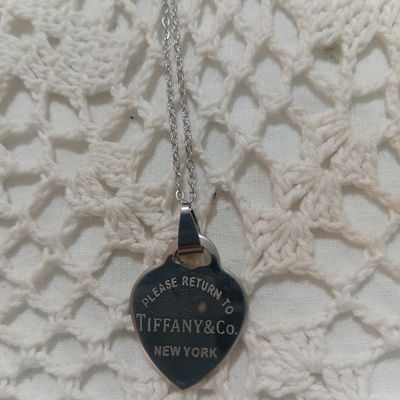 PLEASE RETURN TO
TIFFANY&Co.
NEW YORK